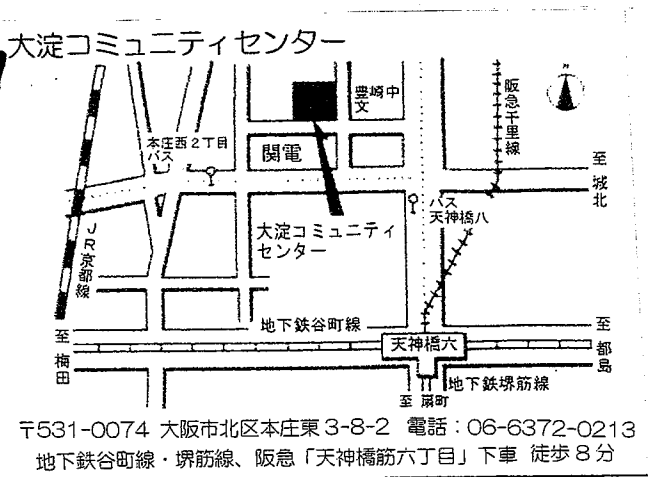 大淀コミュニティセンター
N
豊崎中
文
阪急千里線
本庄西2丁目
バス
関電
至
城北
バス
天神橋八
大淀コミュニティ
センター
JR京都線
地下鉄谷町線
至
梅田
天神橋六
至
都島
地下鉄堺筋線
至 扇町
〒531-0074 大阪市北区本庄東3-8-2 電話：06-6372-0213
地下鉄谷町線・堺筋線、阪急「天神橋筋六丁目」下車 徒歩8分